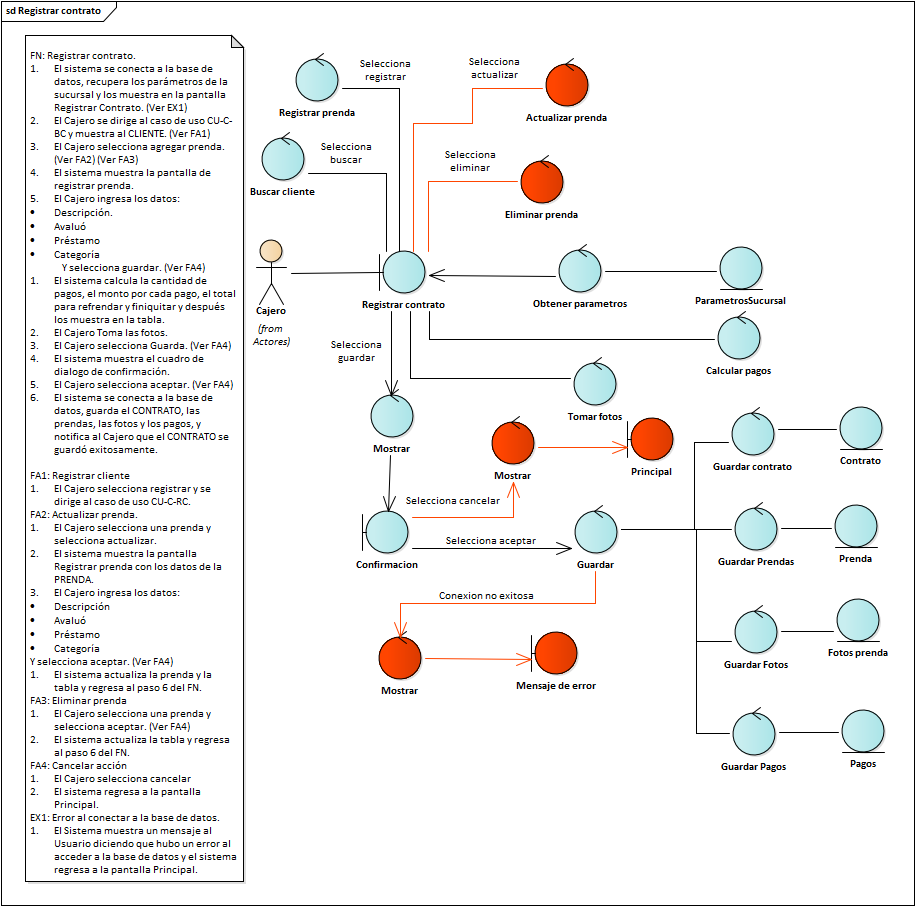 sd Registrar contrato
FN: Registrar contrato.
1. El sistema se conecta a la base de
datos, recupera los parámetros de la
sucursal y los muestra en la pantalla
Registrar Contrato. (Ver EX1)
2. El Cajero se dirige al caso de uso CU-C-
BC y muestra al CLIENTE. (Ver FA1)
3. El Cajero selecciona agregar prenda.
(Ver FA2) (Ver FA3)
4. El sistema muestra la pantalla de
registrar prenda.
5. El Cajero ingresa los datos:
• Descripción.
• Avaluó
• Préstamo
• Categoría
Y selecciona guardar. (Ver FA4)
1. El sistema calcula la cantidad de
pagos, el monto por cada pago, el total
para refrendar y finiquitar y después
los muestra en la tabla.
2. El Cajero Toma las fotos.
3. El Cajero selecciona Guarda. (Ver FA4)
4. El sistema muestra el cuadro de
dialogo de confirmación.
5. El Cajero selecciona aceptar. (Ver FA4)
6. El sistema se conecta a la base de
datos, guarda el CONTRATO, las
prendas, las fotos y los pagos, y
notifica al Cajero que el CONTRATO se
guardó exitosamente.
FA1: Registrar cliente
1. El Cajero selecciona registrar y se
dirige al caso de uso CU-C-RC.
FA2: Actualizar prenda.
1. El Cajero selecciona una prenda y
selecciona actualizar.
2. El sistema muestra la pantalla
Registrar prenda con los datos de la
PRENDA.
3. El Cajero ingresa los datos:
• Descripción
• Avaluó
• Préstamo
• Categoría
Y selecciona aceptar. (Ver FA4)
1. El sistema actualiza la prenda y la
tabla y regresa al paso 6 del FN.
FA3: Eliminar prenda
1. El Cajero selecciona una prenda y
selecciona aceptar. (Ver FA4)
2. El sistema actualiza la tabla y regresa
al paso 6 del FN.
FA4: Cancelar acción
1. El Cajero selecciona cancelar
2. El sistema regresa a la pantalla
Principal.
EX1: Error al conectar a la base de datos.
1. El Sistema muestra un mensaje al
Usuario diciendo que hubo un error al
acceder a la base de datos y el sistema
regresa a la pantalla Principal.
Selecciona
registrar
Registrar prenda
Selecciona
actualizar
Actualizar prenda
Selecciona
buscar
Buscar cliente
Selecciona
eliminar
Eliminar prenda
Cajero
(from
Actores)
Registrar contrato
Obtener parametros
ParametrosSucursal
Selecciona
guardar
Calcular pagos
Tomar fotos
Mostrar
Mostrar
Principal
Guardar contrato
Contrato
Selecciona cancelar
Confirmacion
Selecciona aceptar
Guardar
Guardar Prendas
Prenda
Conexion no exitosa
Mostrar
Mensaje de error
Guardar Fotos
Fotos prenda
Guardar Pagos
Pagos